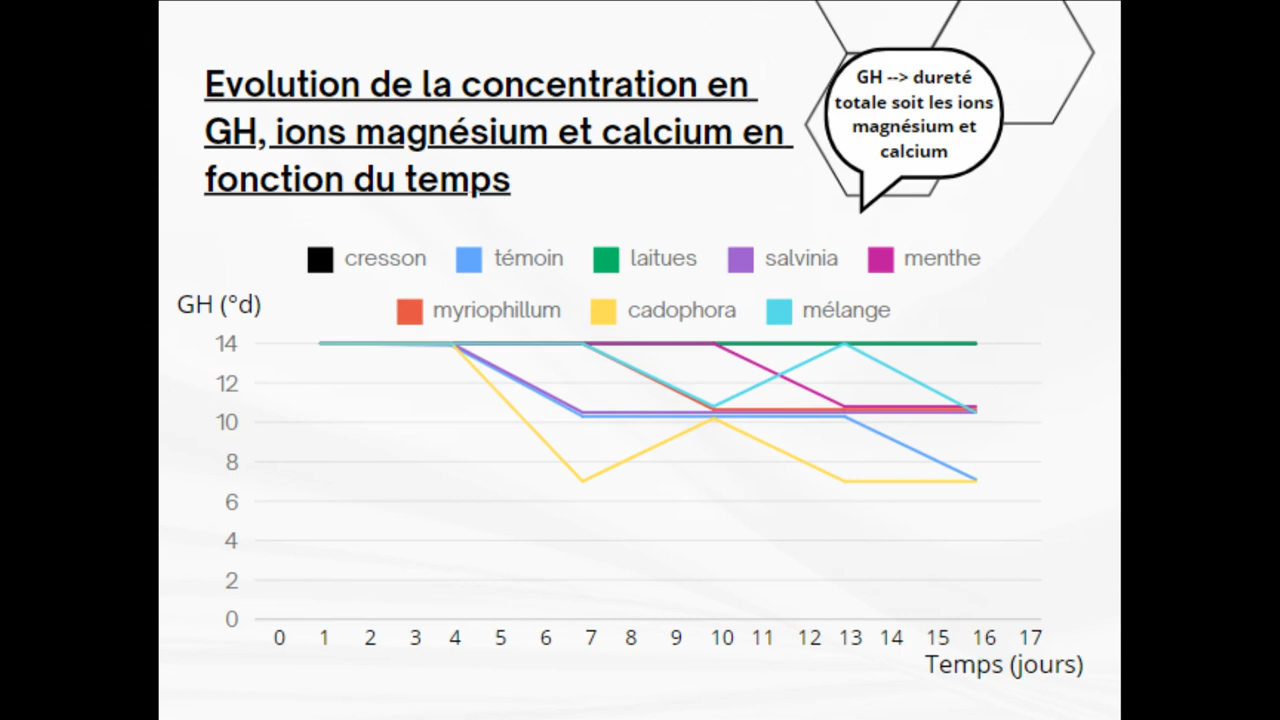 Evolution de la concentration en
GH, ions magnésium et calcium en
fonction du temps
GH --> dureté
totale soit les ions
magnésium et
calcium
cresson témoin laitues salvinia menthe
myriophillum cadophora mélange
GH (°d)
14
12
10
8
6
4
2
0
0 1 2 3 4 5 6 7 8 9 10 11 12 13 14 15 16 17
Temps (jours)